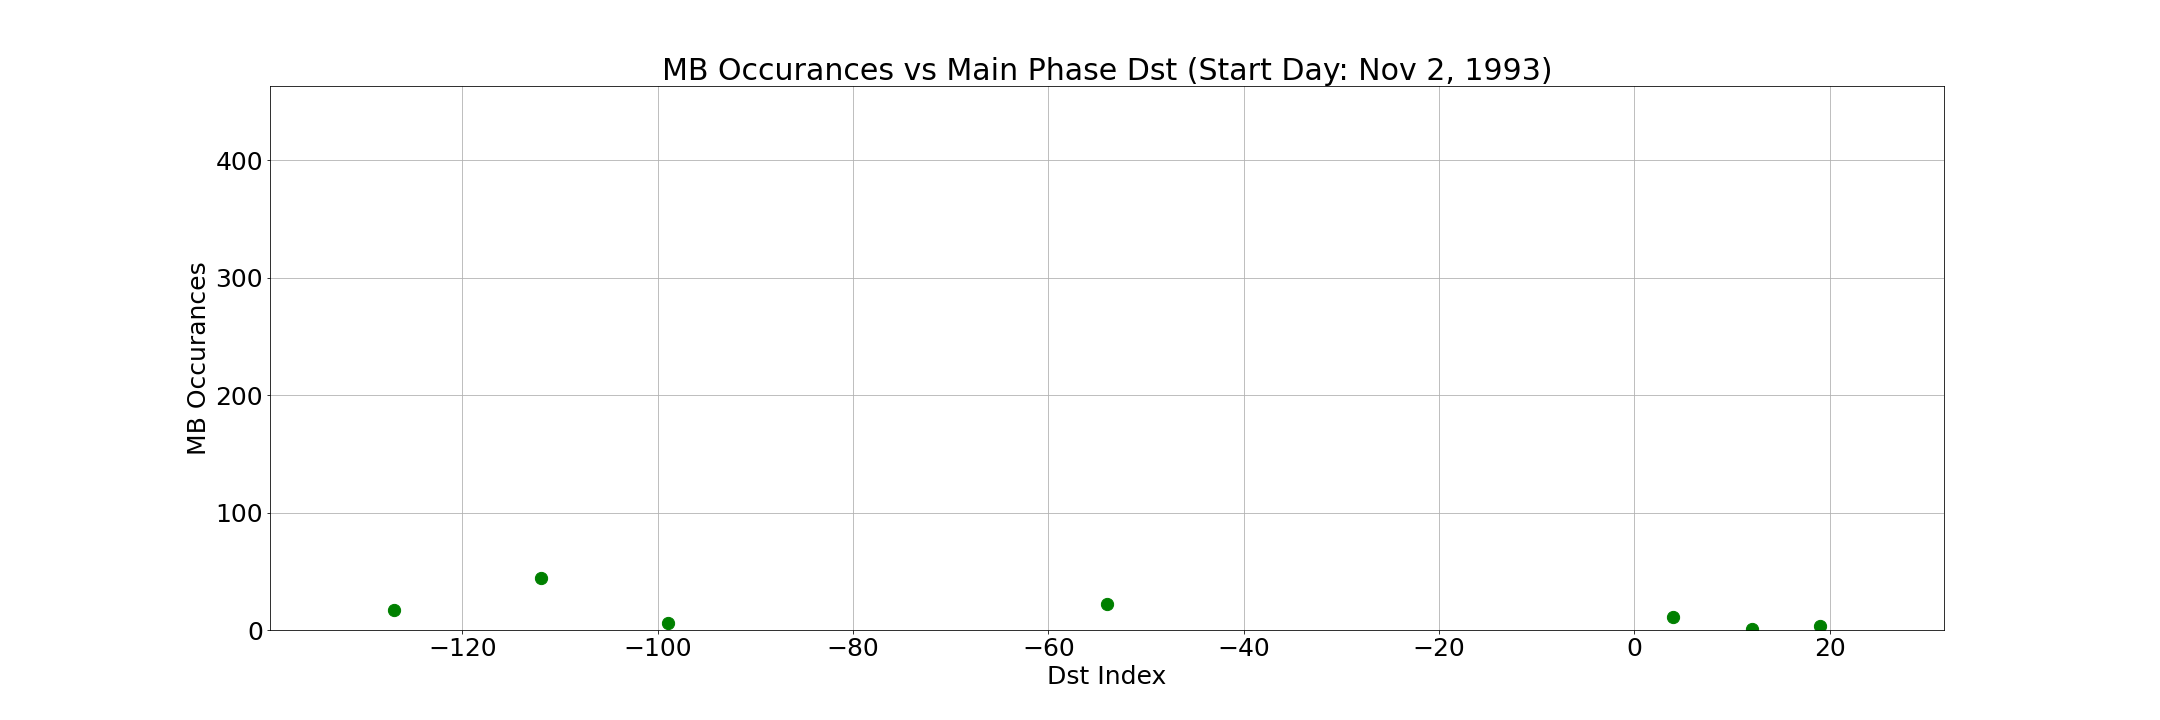 MB Occurances vs Main Phase Dst (Start Day: Nov 2, 1993)
400
300
200
100
0
MB Occurances
−120 −100 −80 −60 −40 −20 0 20
Dst Index